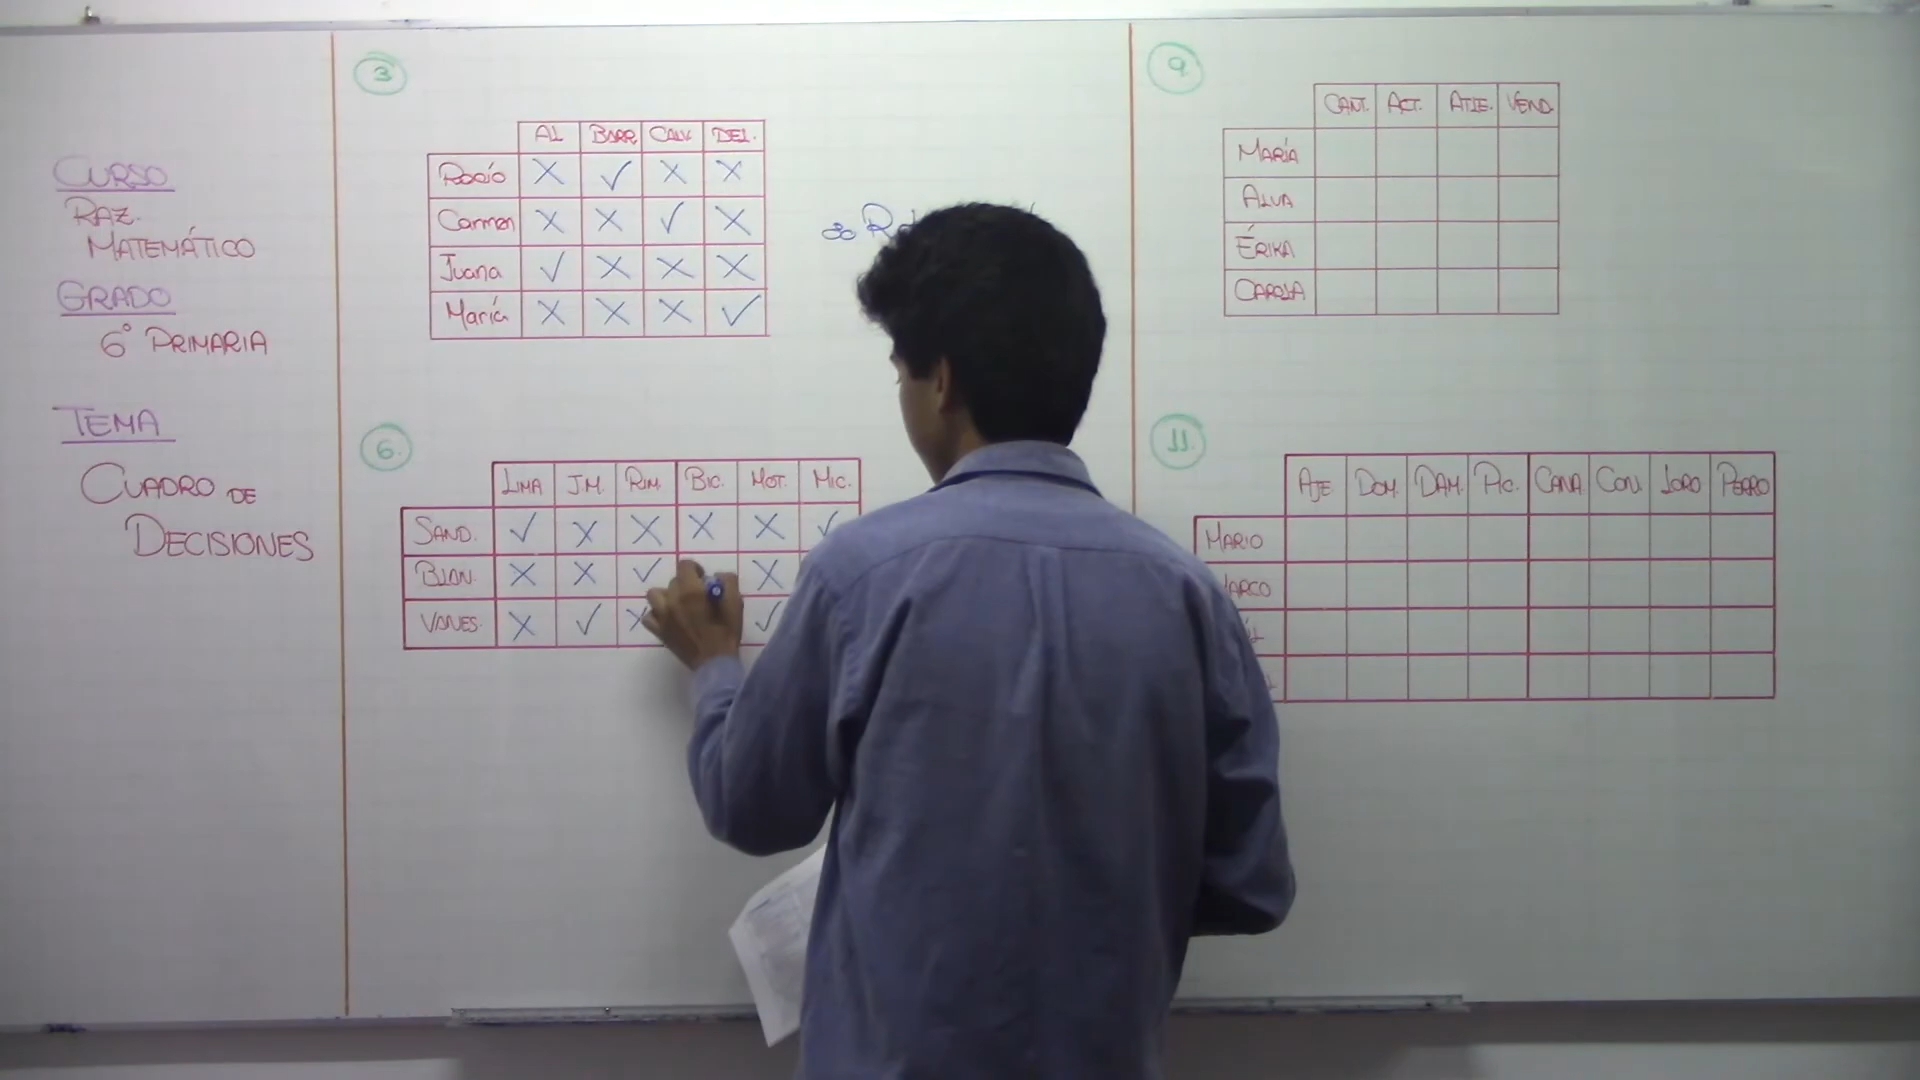 CURSO
RAZ.
MATEMÁTICO
GRADO
6° PRIMARIA
TEMA
CUADRO DE
DECISIONES
3
AL BARR CALV. DEL.
Rocío X ✓ X X
Carmen X X ✓ X
Juana ✓ X X X
María X X X ✓
6.
LIMA J.M. RIM. BIC. MOT. MIC.
SAND. ✓ X X X X ✓
BLAN. X X ✓ X
VANES. X ✓ X ✓
9.
CANT. ACT. ATLE. VEND.
MARÍA
ALVA
ÉRIKA
CARLA
11.
AJE DOM. DAM. PIC. CANA. CON. LORO PERRO
MARIO